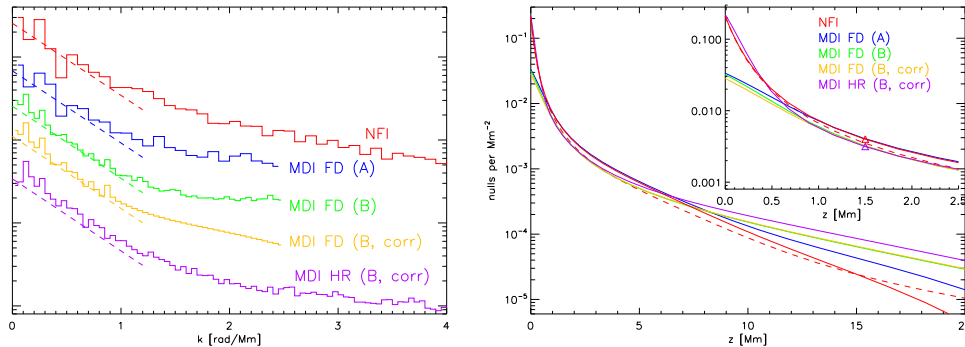 NFI
MDI FD (A)
MDI FD (B)
MDI FD (B, corr)
MDI HR (B, corr)
0
1
2
3
4
k [rad/Mm]
nulls per Mm⁻²
10⁻¹
10⁻²
10⁻³
10⁻⁴
10⁻⁵
0
5
10
15
20
z [Mm]
NFI
MDI FD (A)
MDI FD (B)
MDI FD (B, corr)
MDI HR (B, corr)
0.100
0.010
0.001
0.0
0.5
1.0
1.5
2.0
2.5
z [Mm]